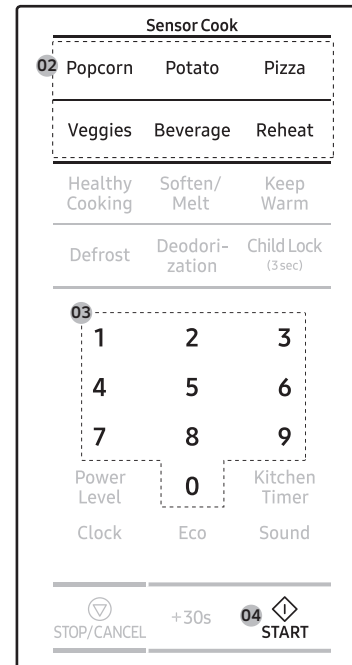 Sensor Cook
02 Popcorn Potato Pizza
Veggies Beverage Reheat
Healthy Cooking Soften/ Melt Keep Warm
Defrost Deodori- zation Child Lock (3 sec)
03
1 2 3
4 5 6
7 8 9
Power Level 0 Kitchen Timer
Clock Eco Sound
STOP/CANCEL +30s 04 START